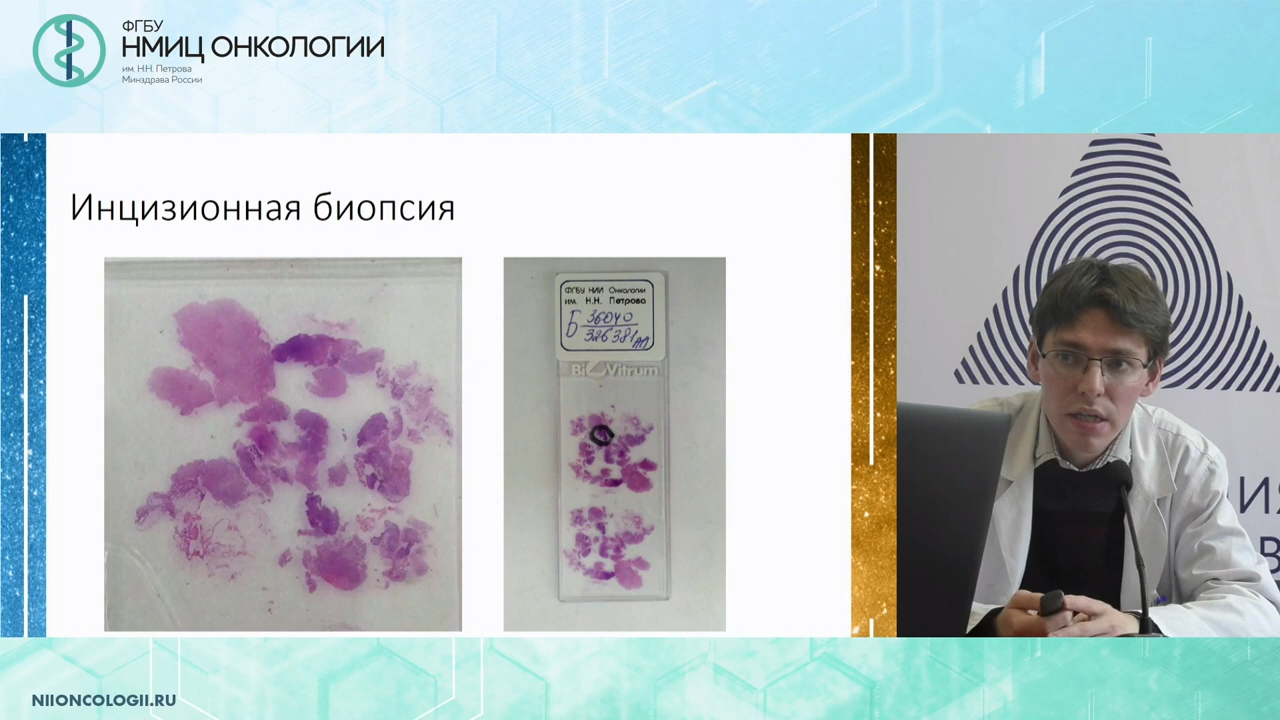 ФГБУ
НМИЦ ОНКОЛОГИИ
им. Н.Н. Петрова
Минздрава России
Инцизионная биопсия
ФГБУ НИИ Онкологии
им. Н.Н. Петрова
Б 36040
326381
BioVitrum
NIIONCOLOGII.RU